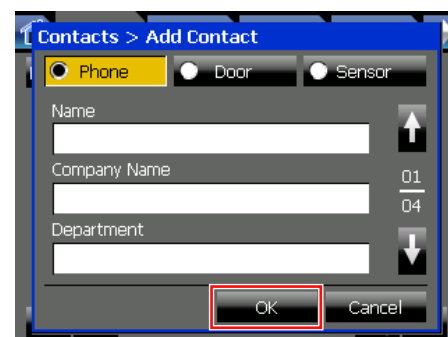 Contacts > Add Contact
Phone Door Sensor
Name
Company Name
01
04
Department
OK Cancel